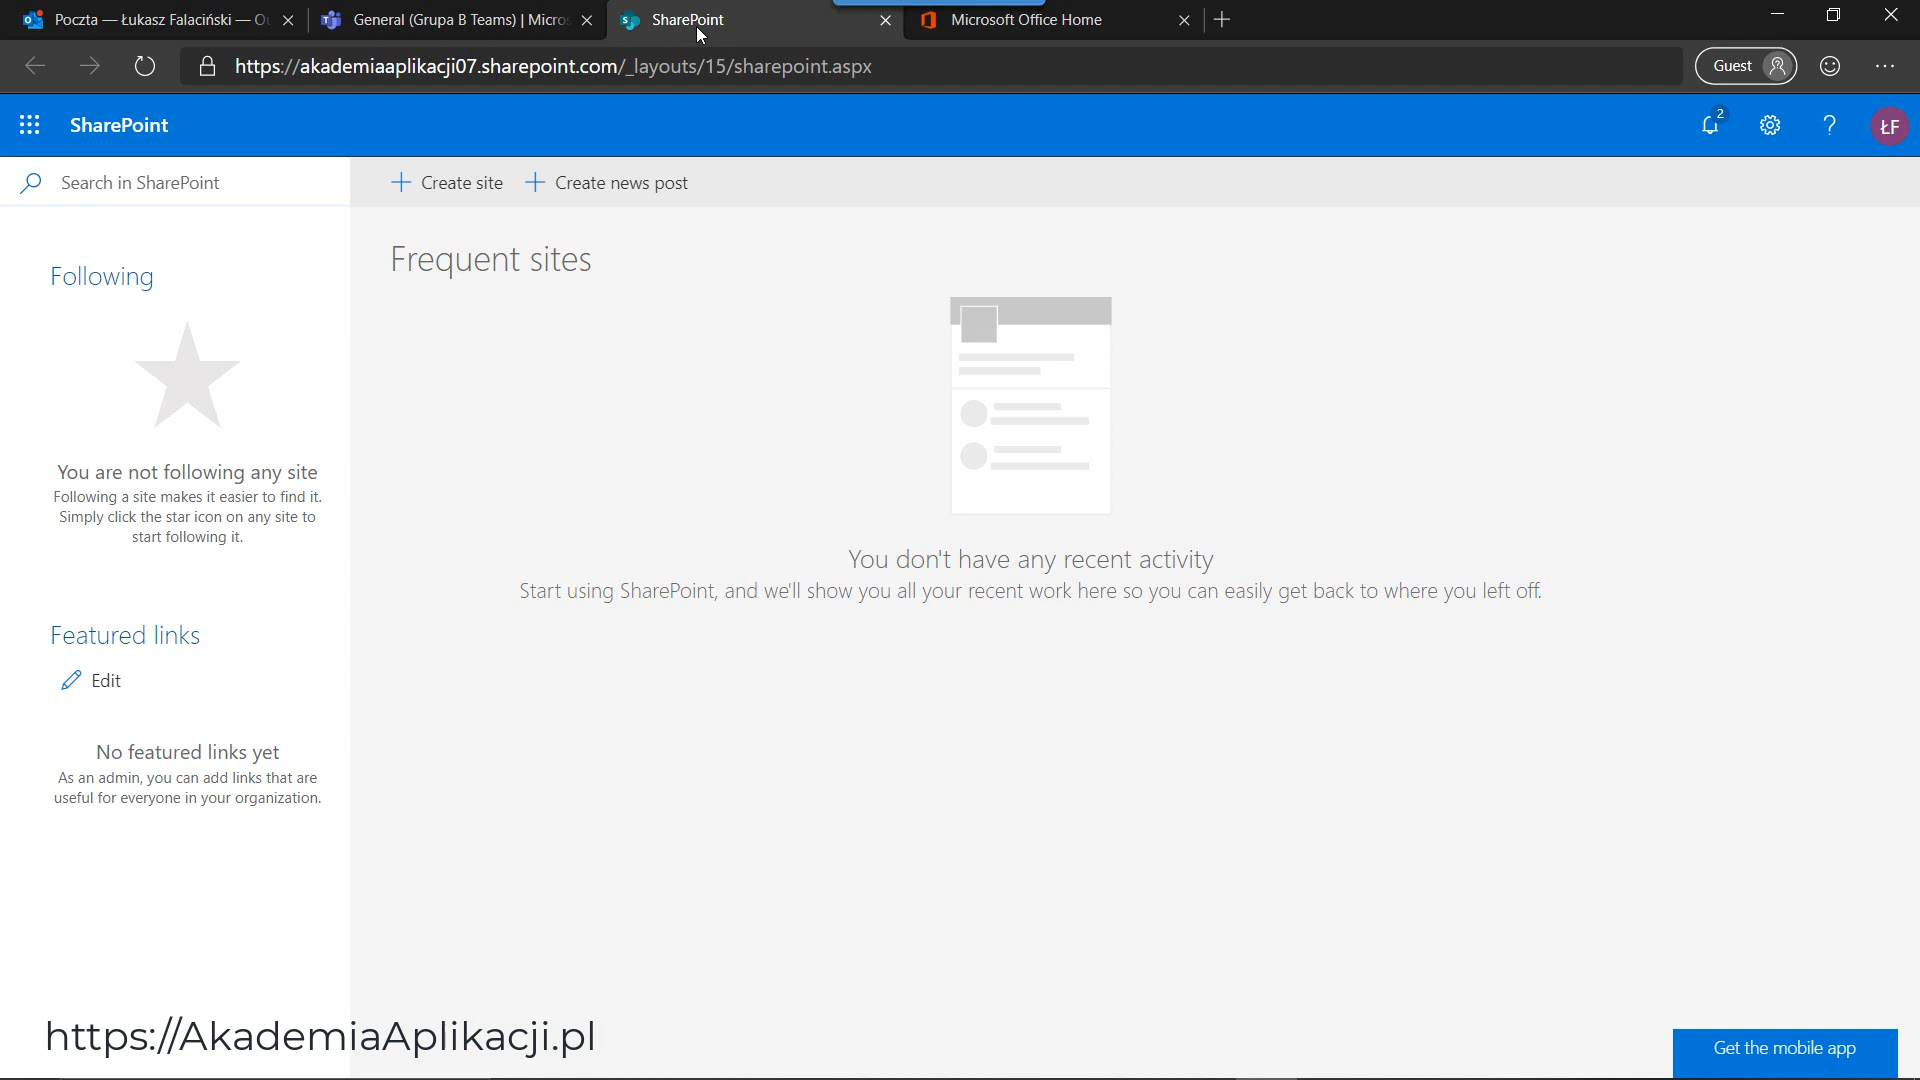 Poczta — Łukasz Falaciński — Ou
General (Grupa B Teams) | Micros
SharePoint
Microsoft Office Home
https://akademiaaplikacji07.sharepoint.com/_layouts/15/sharepoint.aspx
Guest
SharePoint
2
ŁF
Search in SharePoint
Create site
Create news post
Following
You are not following any site
Following a site makes it easier to find it.
Simply click the star icon on any site to
start following it.
Featured links
Edit
No featured links yet
As an admin, you can add links that are
useful for everyone in your organization.
Frequent sites
You don't have any recent activity
Start using SharePoint, and we'll show you all your recent work here so you can easily get back to where you left off.
https://AkademiaAplikacji.pl
Get the mobile app